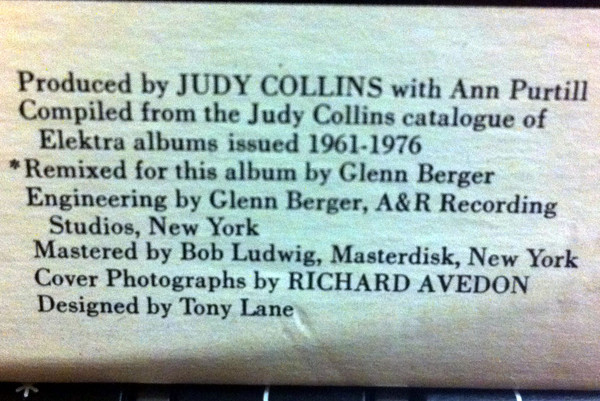 Produced by JUDY COLLINS with Ann Purtill
Compiled from the Judy Collins catalogue of
Elektra albums issued 1961-1976
*Remixed for this album by Glenn Berger
Engineering by Glenn Berger, A&R Recording
Studios, New York
Mastered by Bob Ludwig, Masterdisk, New York
Cover Photographs by RICHARD AVEDON
Designed by Tony Lane